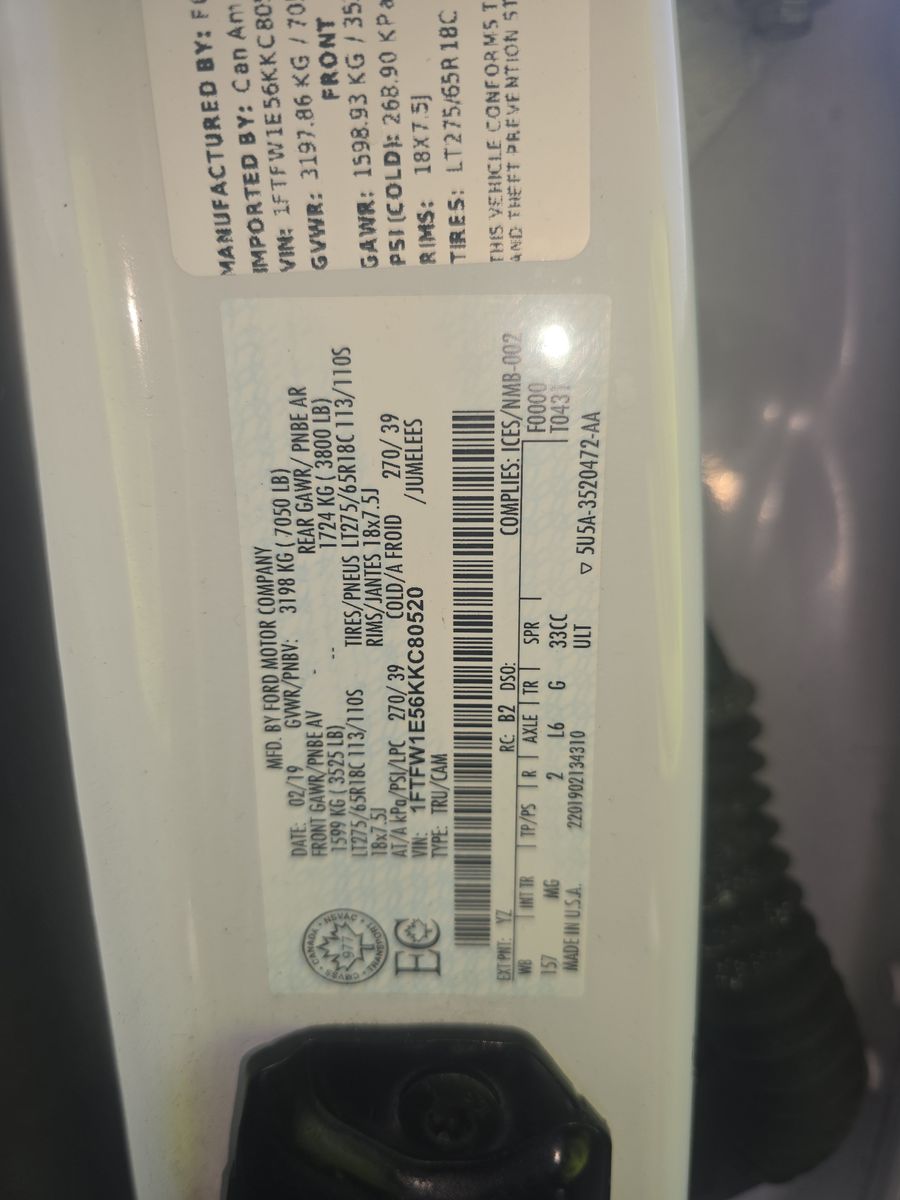 MANUFACTURED BY:
IMPORTED BY: Can Am
VIN: 1FTFW1E56KKC80
GVWR: 3197.86 KG / 70
FRONT
GAWR: 1598.93 KG / 35
PSI (COLD): 268.90 KPa
RIMS: 18X7.5J
TIRES: LT275/65R18C
THIS VEHICLE CONFORMS T
AND THEFT PREVENTION ST
MFD. BY FORD MOTOR COMPANY
DATE: 02/19 GVWR/PNBV: 3198 KG ( 7050 LB)
FRONT GAWR/PNBE AV REAR GAWR/ PNBE AR
1599 KG ( 3525 LB) 1724 KG ( 3800 LB)
LT275/65R18C 113/110S TIRES/PNEUS LT275/65R18C 113/110S
18x7.5J RIMS/JANTES 18x7.5J
AT/A kPa/PSI/LPC 270/ 39 COLD/A FROID 270/ 39
VIN: 1FTFW1E56KKC80520 /JUMELEES
TYPE: TRU/CAM
CANADA • NSVAC • TRANSPORT • CMVSS
977
EC
COMPLIES: ICES/NMB-002
EXT PNT: YZ RC: B2 DSO: F0000
WB INT TR TP/PS R AXLE TR SPR T0431
157 MG 2 L6 G 33CC
MADE IN U.S.A. 2201902134310 ULT
▽ 5U5A-3520472-AA